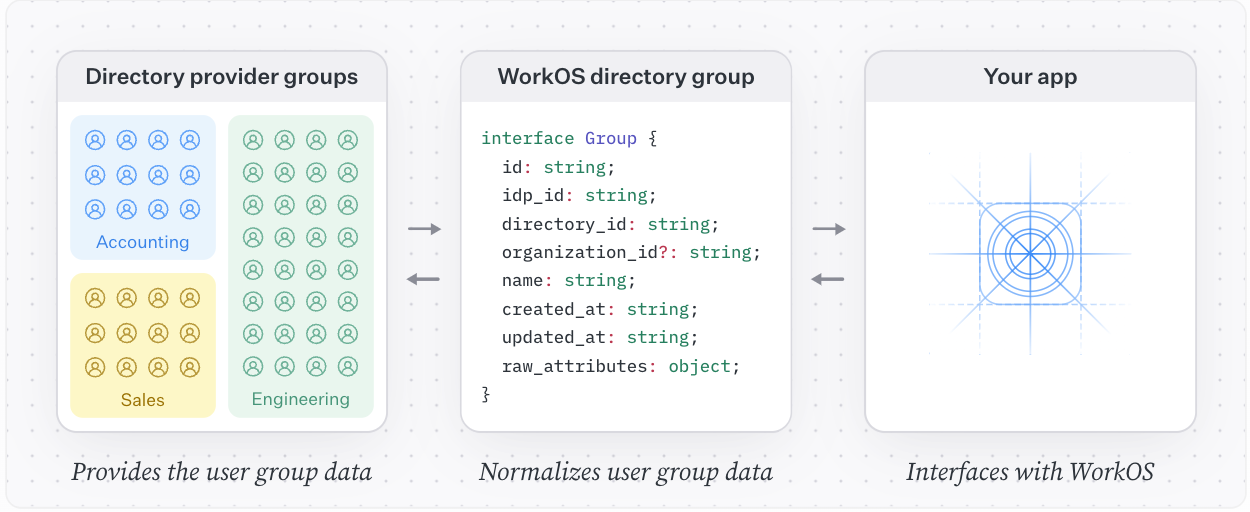 Directory provider groups
Accounting
Sales
Engineering
Provides the user group data
WorkOS directory group
interface Group {
  id: string;
  idp_id: string;
  directory_id: string;
  organization_id?: string;
  name: string;
  created_at: string;
  updated_at: string;
  raw_attributes: object;
}
Normalizes user group data
Your app
Interfaces with WorkOS